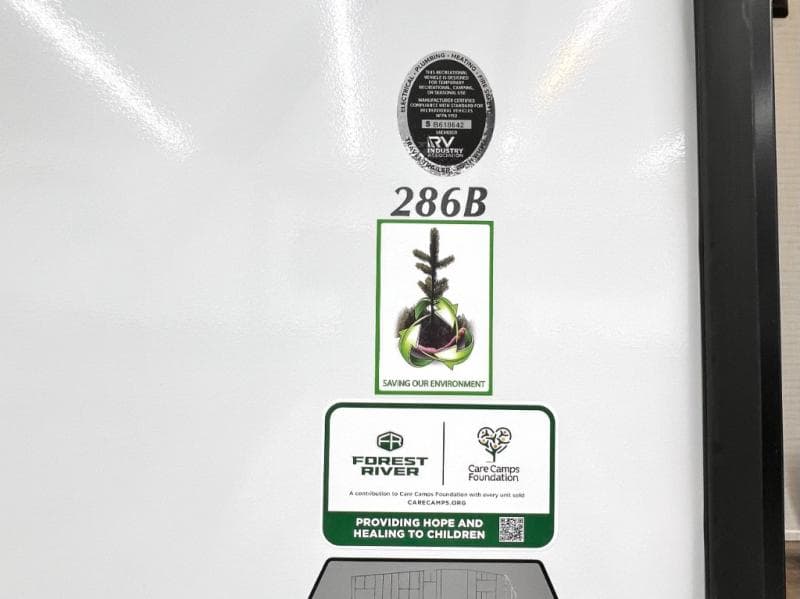 ELECTRICAL - PLUMBING - HEATING - FIRE
THIS RECREATIONAL
VEHICLE IS DESIGNED
FOR TEMPORARY
RECREATIONAL, CAMPING,
OR SEASONAL USE
MANUFACTURER CERTIFIED
COMPLIANCE WITH STANDARD FOR
RECREATIONAL VEHICLES
NFPA 1192
S B618642
MEMBER
RV
INDUSTRY
ASSOCIATION
TRAVEL TRAILER
286B
SAVING OUR ENVIRONMENT
FR
FOREST
RIVER
Care Camps
Foundation
A contribution to Care Camps Foundation with every unit sold
CARECAMPS.ORG
PROVIDING HOPE AND
HEALING TO CHILDREN